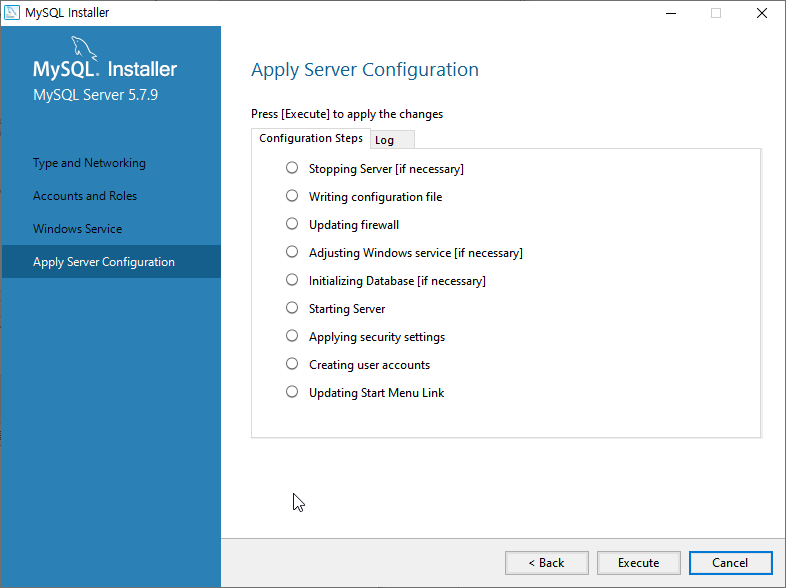 MySQL Installer
MySQL. Installer
MySQL Server 5.7.9
Type and Networking
Accounts and Roles
Windows Service
Apply Server Configuration
Apply Server Configuration
Press [Execute] to apply the changes
Configuration Steps
Log
Stopping Server [if necessary]
Writing configuration file
Updating firewall
Adjusting Windows service [if necessary]
Initializing Database [if necessary]
Starting Server
Applying security settings
Creating user accounts
Updating Start Menu Link
< Back
Execute
Cancel